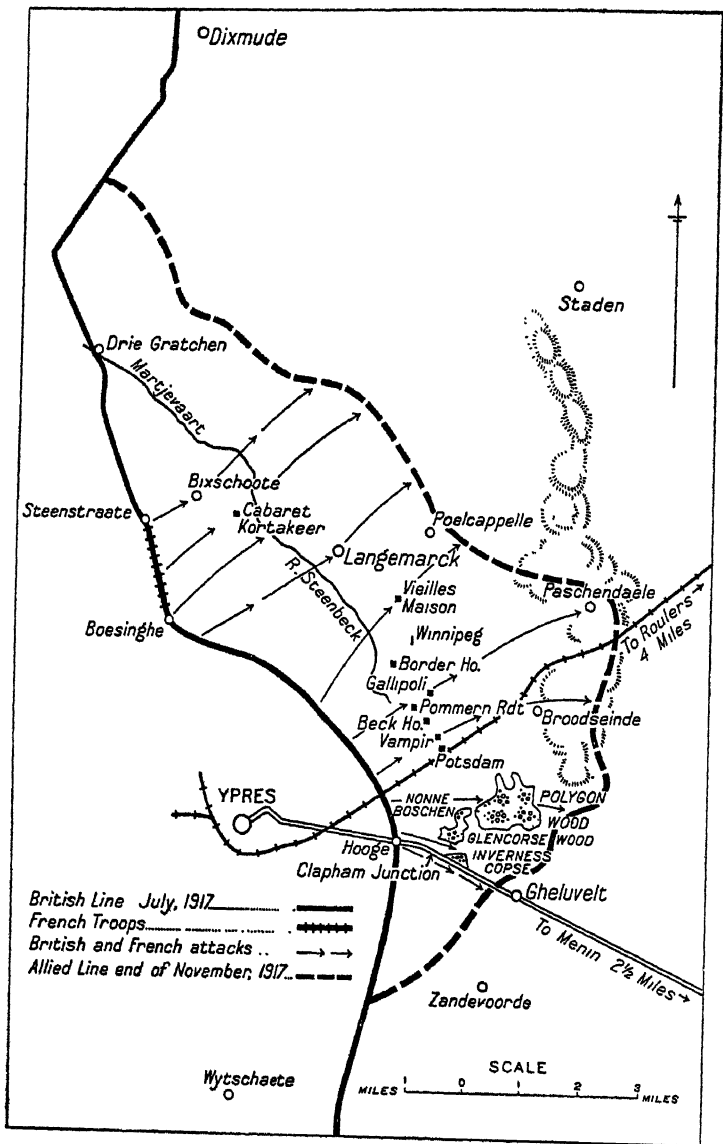 Dixmude
Staden
Drie Gratchen
Martjevaart
Bixschoote
Steenstraate
Cabaret
Kortakeer
Poelcappelle
Langemarck
R. Steenbeck
Vieilles
Maison
Paschendaele
Boesinghe
Winnipeg
To Roulers →
4 Miles
Border Ho.
Gallipoli
Pommern Rdt
Broodseinde
Beck Ho.
Vampir
Potsdam
YPRES
NONNE
BOSCHEN
POLYGON
WOOD
GLENCORSE WOOD
Hooge
INVERNESS
COPSE
Clapham Junction
Gheluvelt
British Line July, 1917
French Troops
British and French attacks ..
Allied Line end of November, 1917
To Menin 2½ Miles →
Zandevoorde
Wytschaete
SCALE
MILES 1 0 1 2 3 MILES